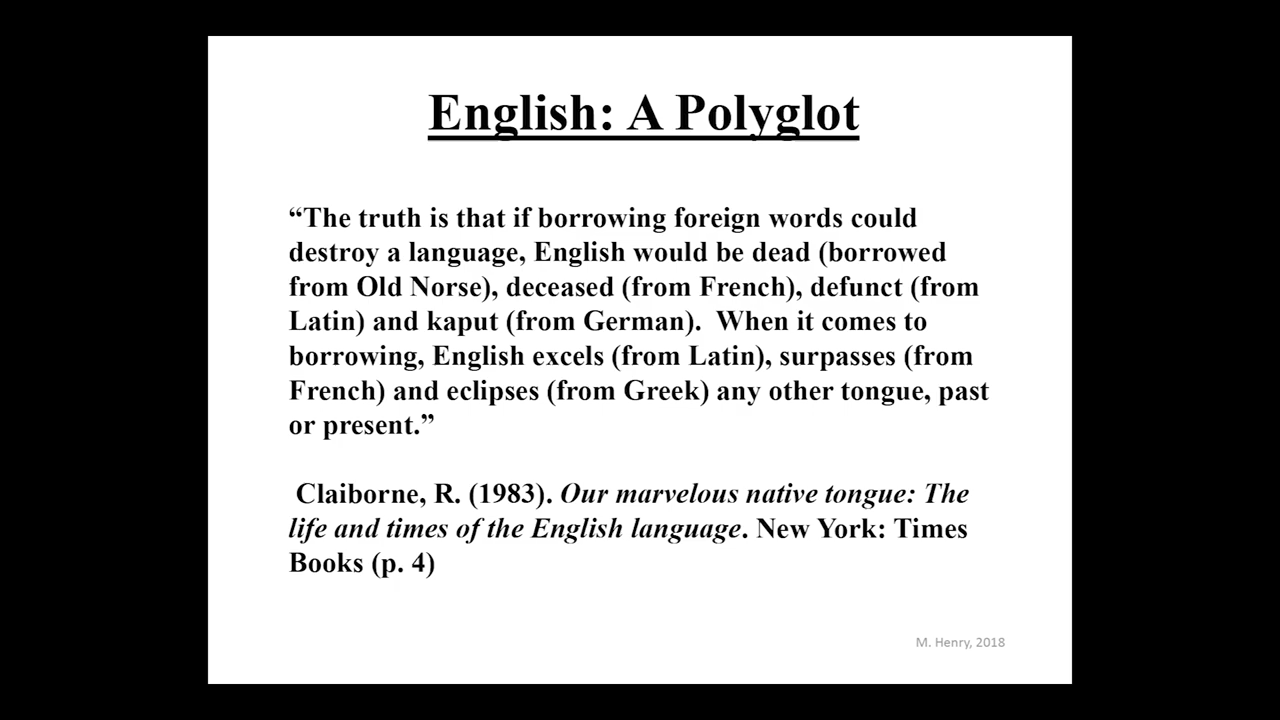 English: A Polyglot
“The truth is that if borrowing foreign words could
destroy a language, English would be dead (borrowed
from Old Norse), deceased (from French), defunct (from
Latin) and kaput (from German).  When it comes to
borrowing, English excels (from Latin), surpasses (from
French) and eclipses (from Greek) any other tongue, past
or present.”
Claiborne, R. (1983). Our marvelous native tongue: The
life and times of the English language. New York: Times
Books (p. 4)
M. Henry, 2018